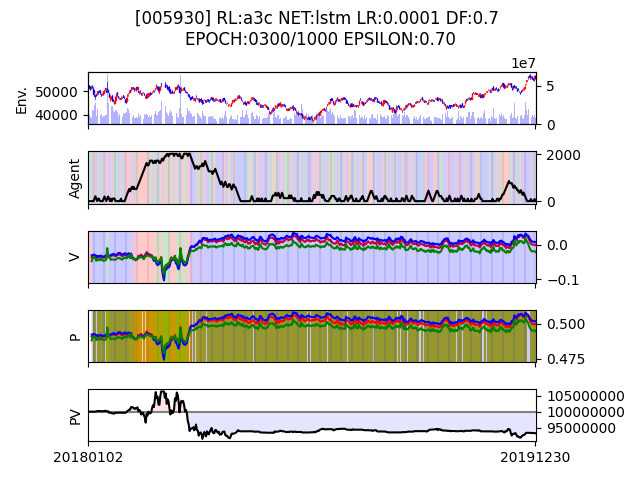 [005930] RL:a3c NET:lstm LR:0.0001 DF:0.7
EPOCH:0300/1000 EPSILON:0.70
1e7
Env.
50000
40000
5
0
Agent
2000
0
V
0.0
−0.1
P
0.500
0.475
PV
105000000
100000000
95000000
20180102
20191230